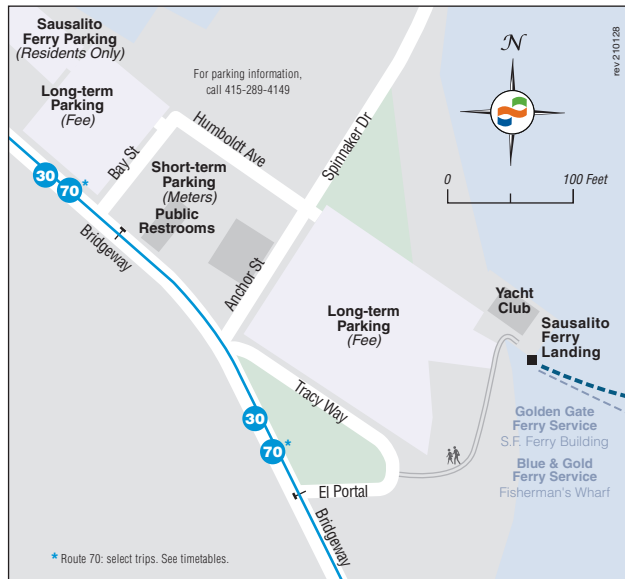 Sausalito
Ferry Parking
(Residents Only)
Long-term
Parking
(Fee)
For parking information,
call 415-289-4149
N
rev 210128
Humboldt Ave
Bay St
Spinnaker Dr
0 100 Feet
30
70*
Short-term
Parking
(Meters)
Public
Restrooms
Bridgeway
Anchor St
Long-term
Parking
(Fee)
Yacht
Club
Sausalito
Ferry
Landing
Tracy Way
30
70*
Golden Gate
Ferry Service
S.F. Ferry Building
Blue & Gold
Ferry Service
Fisherman's Wharf
El Portal
Bridgeway
* Route 70: select trips. See timetables.